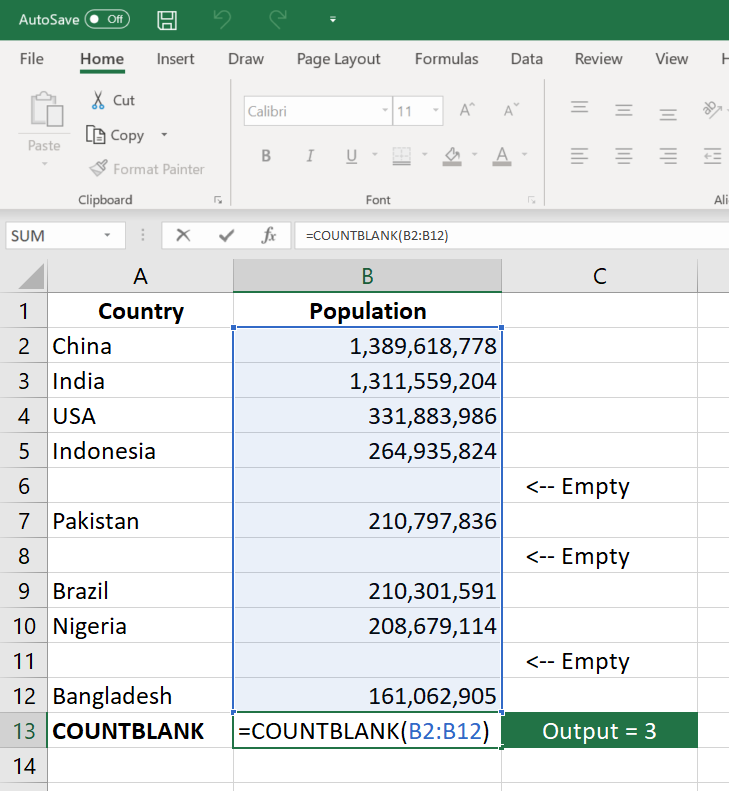 AutoSave Off
File Home Insert Draw Page Layout Formulas Data Review View H
Cut
Copy
Paste
Format Painter
Calibri 11 A A
B I U A
Clipboard Font Ali
SUM fx =COUNTBLANK(B2:B12)
A B C
1 Country Population
2 China 1,389,618,778
3 India 1,311,559,204
4 USA 331,883,986
5 Indonesia 264,935,824
6 <-- Empty
7 Pakistan 210,797,836
8 <-- Empty
9 Brazil 210,301,591
10 Nigeria 208,679,114
11 <-- Empty
12 Bangladesh 161,062,905
13 COUNTBLANK =COUNTBLANK(B2:B12) Output = 3
14